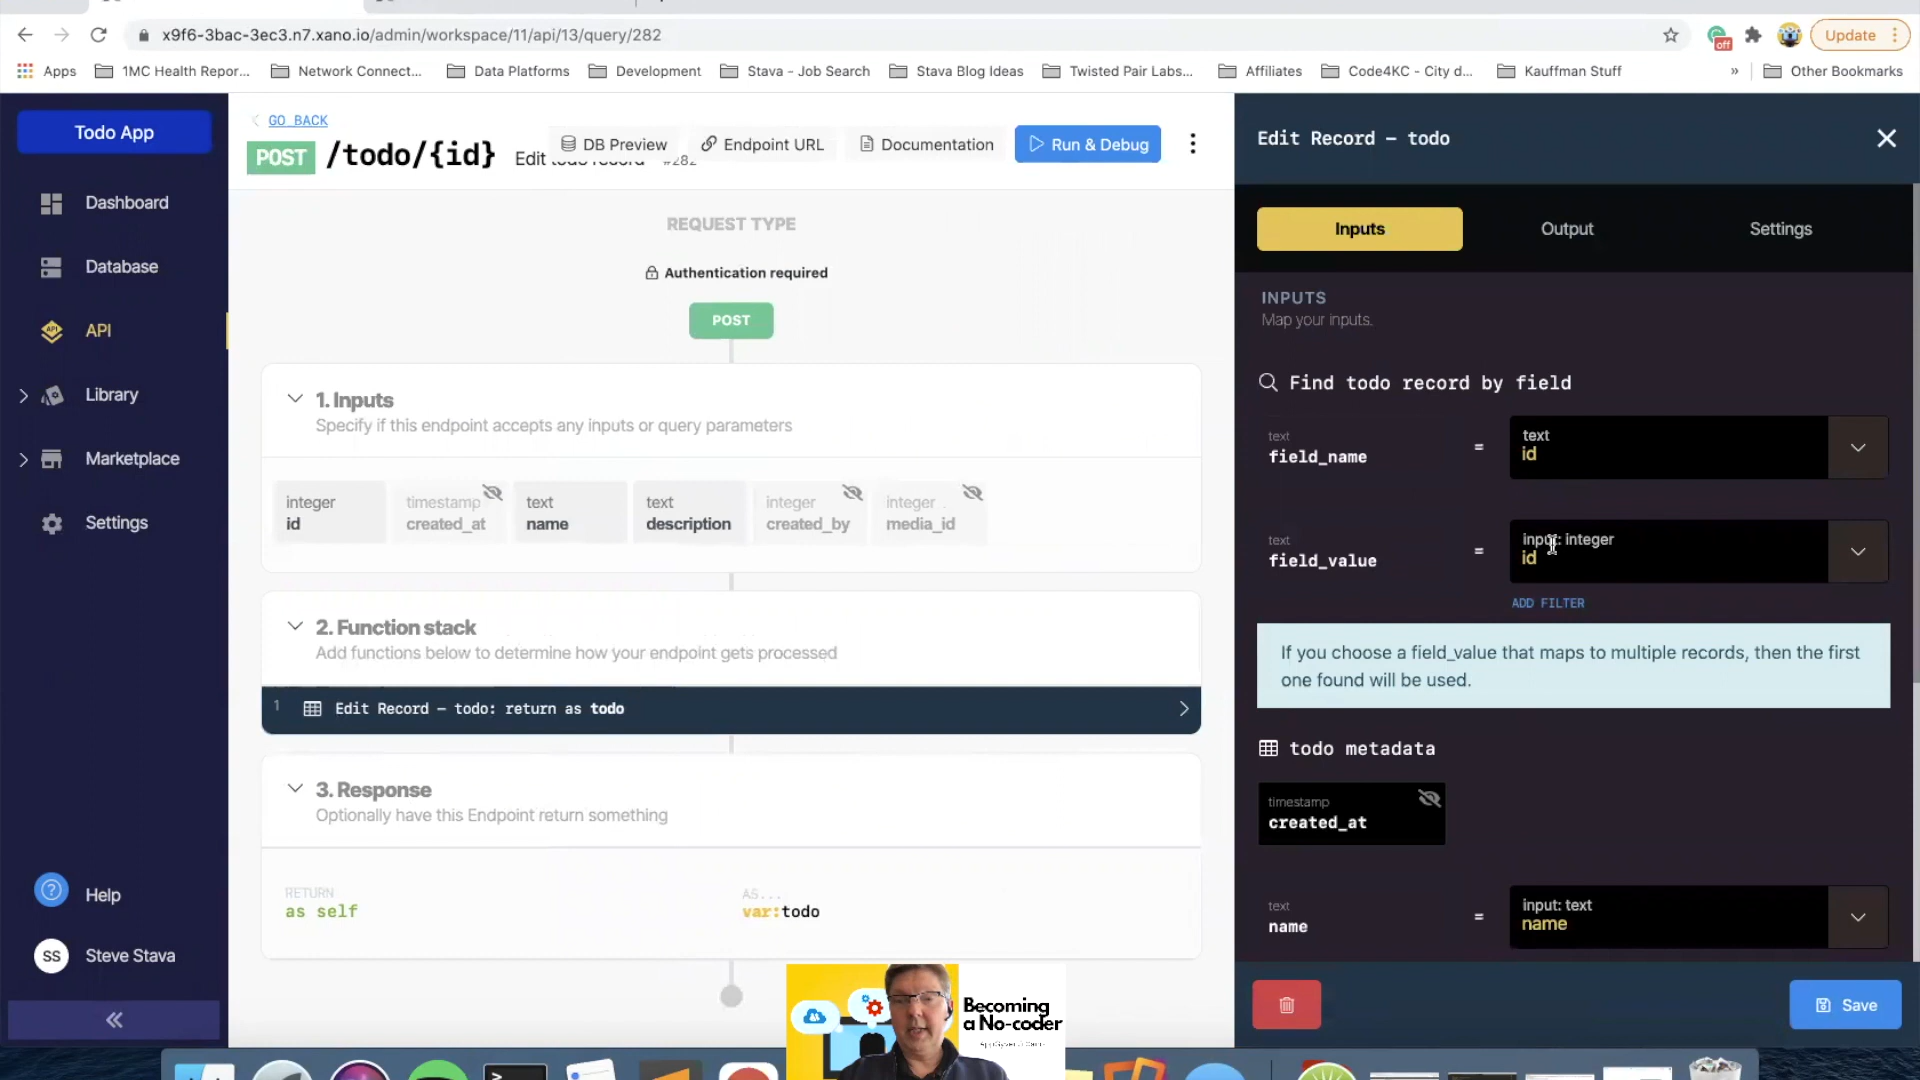 x9f6-3bac-3ec3.n7.xano.io/admin/workspace/11/api/13/query/282
off
Update
Apps
1MC Health Repor...
Network Connect...
Data Platforms
Development
Stava - Job Search
Stava Blog Ideas
Twisted Pair Labs...
Affiliates
Code4KC - City d...
Kauffman Stuff
»
Other Bookmarks
Todo App
Dashboard
Database
API
API
Library
Marketplace
Settings
Help
SS
Steve Stava
GO BACK
POST
/todo/{id}
Edit todo record
#282
DB Preview
Endpoint URL
Documentation
Run & Debug
REQUEST TYPE
Authentication required
POST
1. Inputs
Specify if this endpoint accepts any inputs or query parameters
integer
id
timestamp
created_at
text
name
text
description
integer
created_by
integer
media_id
2. Function stack
Add functions below to determine how your endpoint gets processed
1
Edit Record – todo: return as todo
3. Response
Optionally have this Endpoint return something
RETURN
as self
AS...
var:todo
Edit Record – todo
Inputs
Output
Settings
INPUTS
Map your inputs.
Find todo record by field
text
field_name
=
text
id
text
field_value
=
input: integer
id
ADD FILTER
If you choose a field_value that maps to multiple records, then the first
one found will be used.
todo metadata
timestamp
created_at
text
name
=
input: text
name
Save
Becoming
a No-coder